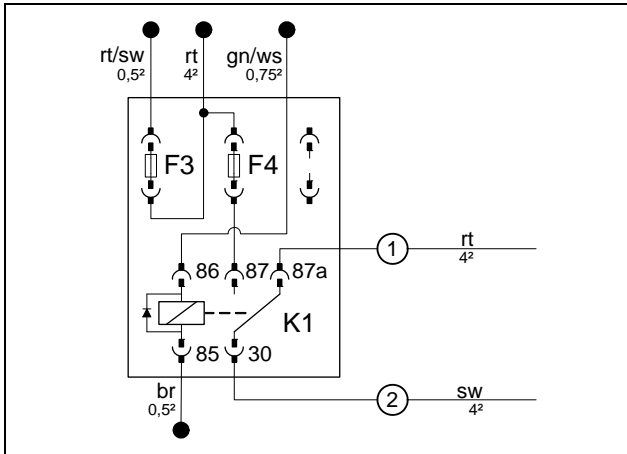 rt/sw rt gn/ws
0,5² 4² 0,75²
F3 F4
1 rt
4²
86 87 87a
K1
85 30
br
0,5²
2 sw
4²